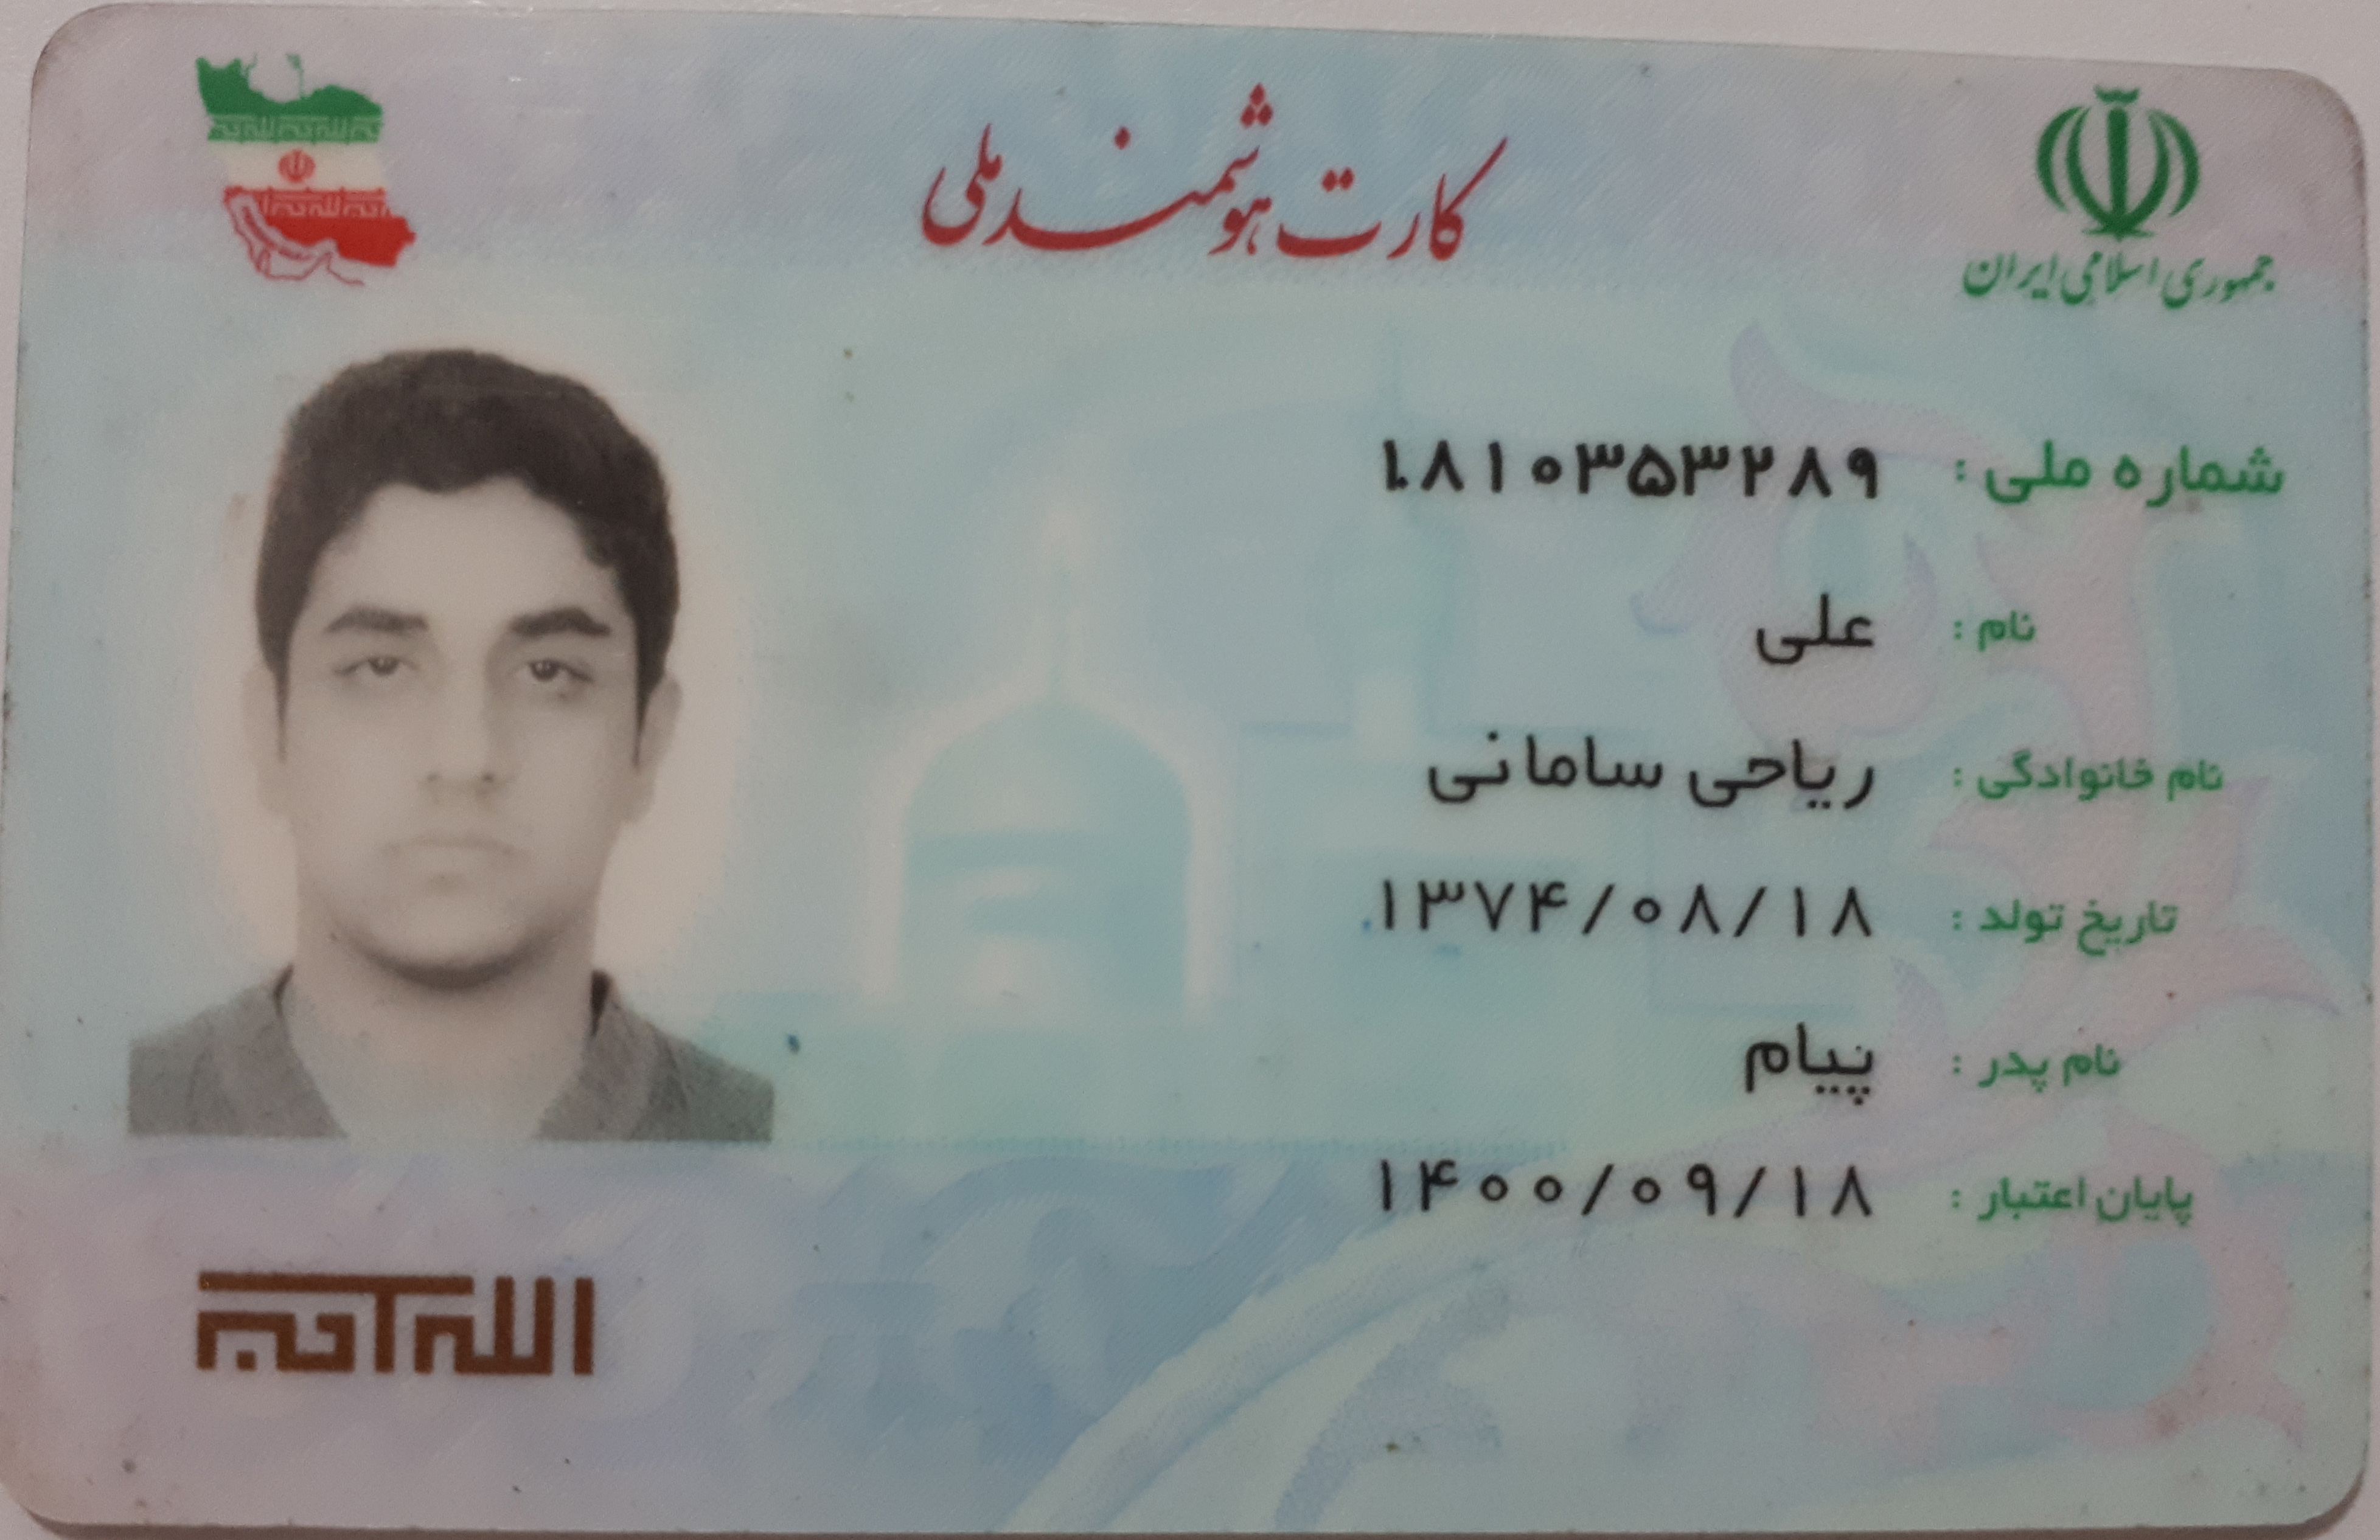 جمهوری اسلامی ایران
کارت هوشمند ملی
شماره ملی : ۱۸۱۰۳۵۳۲۸۹
نام : علی
نام خانوادگی : ریاحی سامانی
تاریخ تولد : ۱۳۷۴/۰۸/۱۸
نام پدر : پیام
پایان اعتبار : ۱۴۰۰/۰۹/۱۸
الله اکبر